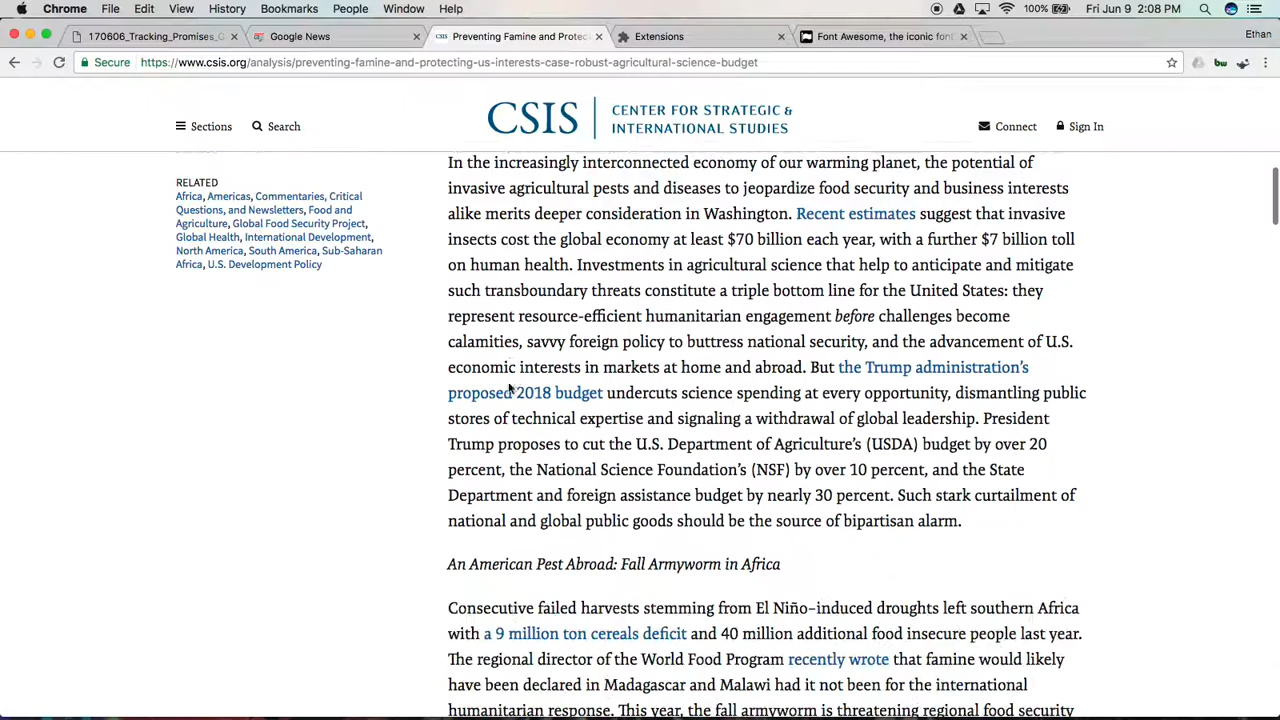 Chrome File Edit View History Bookmarks People Window Help 100% Fri Jun 9 2:08 PM
170606_Tracking_Promises_ Google News Preventing Famine and Protec Extensions Font Awesome, the iconic font Ethan
Secure https://www.csis.org/analysis/preventing-famine-and-protecting-us-interests-case-robust-agricultural-science-budget
CSIS CENTER FOR STRATEGIC &
INTERNATIONAL STUDIES
Sections Search Connect Sign In
RELATED
Africa, Americas, Commentaries, Critical
Questions, and Newsletters, Food and
Agriculture, Global Food Security Project,
Global Health, International Development,
North America, South America, Sub-Saharan
Africa, U.S. Development Policy
In the increasingly interconnected economy of our warming planet, the potential of
invasive agricultural pests and diseases to jeopardize food security and business interests
alike merits deeper consideration in Washington. Recent estimates suggest that invasive
insects cost the global economy at least $70 billion each year, with a further $7 billion toll
on human health. Investments in agricultural science that help to anticipate and mitigate
such transboundary threats constitute a triple bottom line for the United States: they
represent resource-efficient humanitarian engagement before challenges become
calamities, savvy foreign policy to buttress national security, and the advancement of U.S.
economic interests in markets at home and abroad. But the Trump administration's
proposed 2018 budget undercuts science spending at every opportunity, dismantling public
stores of technical expertise and signaling a withdrawal of global leadership. President
Trump proposes to cut the U.S. Department of Agriculture's (USDA) budget by over 20
percent, the National Science Foundation's (NSF) by over 10 percent, and the State
Department and foreign assistance budget by nearly 30 percent. Such stark curtailment of
national and global public goods should be the source of bipartisan alarm.
An American Pest Abroad: Fall Armyworm in Africa
Consecutive failed harvests stemming from El Niño–induced droughts left southern Africa
with a 9 million ton cereals deficit and 40 million additional food insecure people last year.
The regional director of the World Food Program recently wrote that famine would likely
have been declared in Madagascar and Malawi had it not been for the international
humanitarian response. This year, the fall armyworm is threatening regional food security